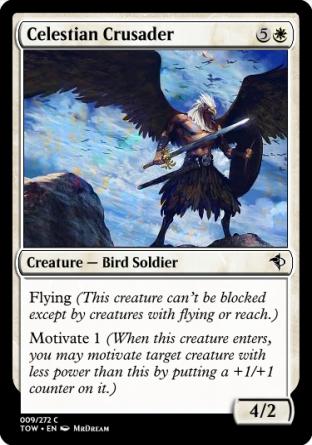 Celestian Crusader 5
Creature — Bird Soldier
Flying (This creature can't be blocked
except by creatures with flying or reach.)
Motivate 1 (When this creature enters,
you may motivate target creature with
less power than this by putting a +1/+1
counter on it.)
4/2
009/272 C
TOW • EN MrDream